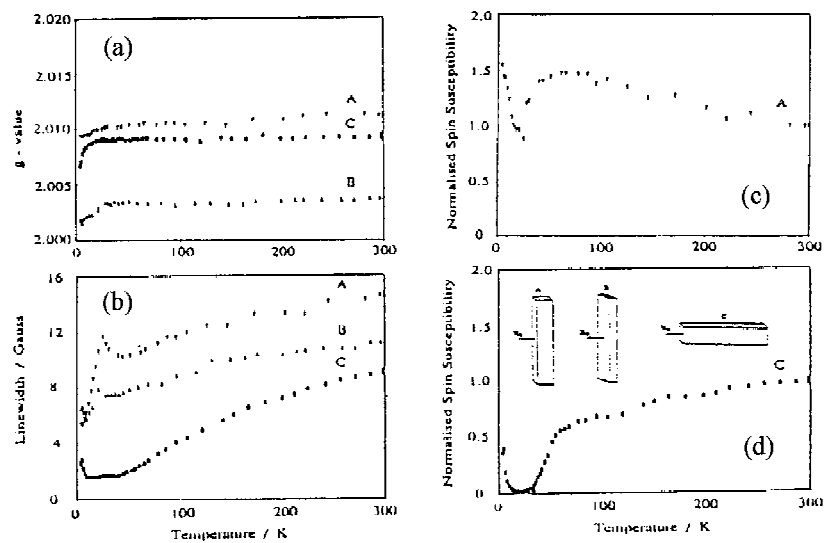 (a)
g - value
2.020
2.015
2.010
2.005
2.000
A
C
B
0 100 200 300
(b)
Linewidth / Gauss
16
12
8
4
0
A
B
C
0 100 200 300
Temperature / K
(c)
Normalised Spin Susceptibility
2.0
1.5
1.0
0.5
0
A
0 100 200 300
(d)
Normalised Spin Susceptibility
2.0
1.5
1.0
0.5
0
A
C
0 100 200 300
Temperature / K